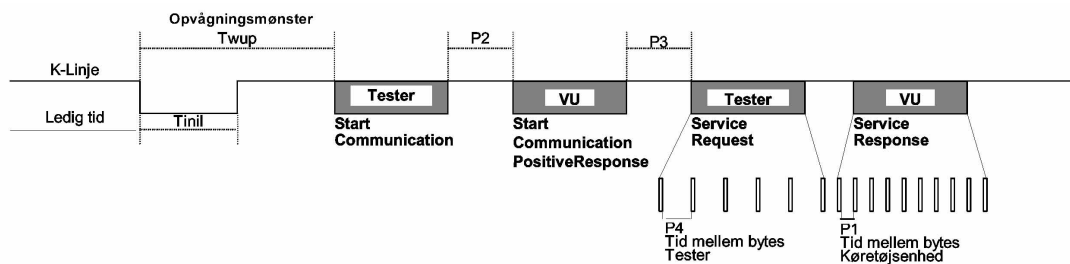 Opvågningsmønster
Twup
P2
P3
K-Linje
Tester
VU
Tester
VU
Ledig tid
Tinil
Start
Communication
Start
Communication
PositiveResponse
Service
Request
Service
Response
P4
Tid mellem bytes
Tester
P1
Tid mellem bytes
Køretøjsenhed